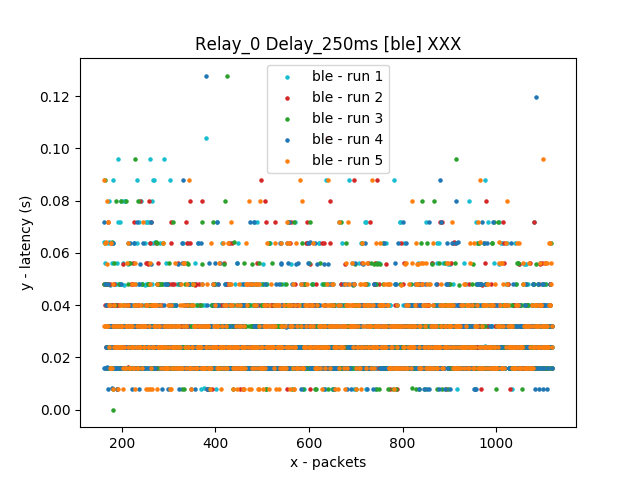 Relay_0 Delay_250ms [ble] XXX
ble - run 1
ble - run 2
ble - run 3
ble - run 4
ble - run 5
y - latency (s)
0.12
0.10
0.08
0.06
0.04
0.02
0.00
200 400 600 800 1000
x - packets